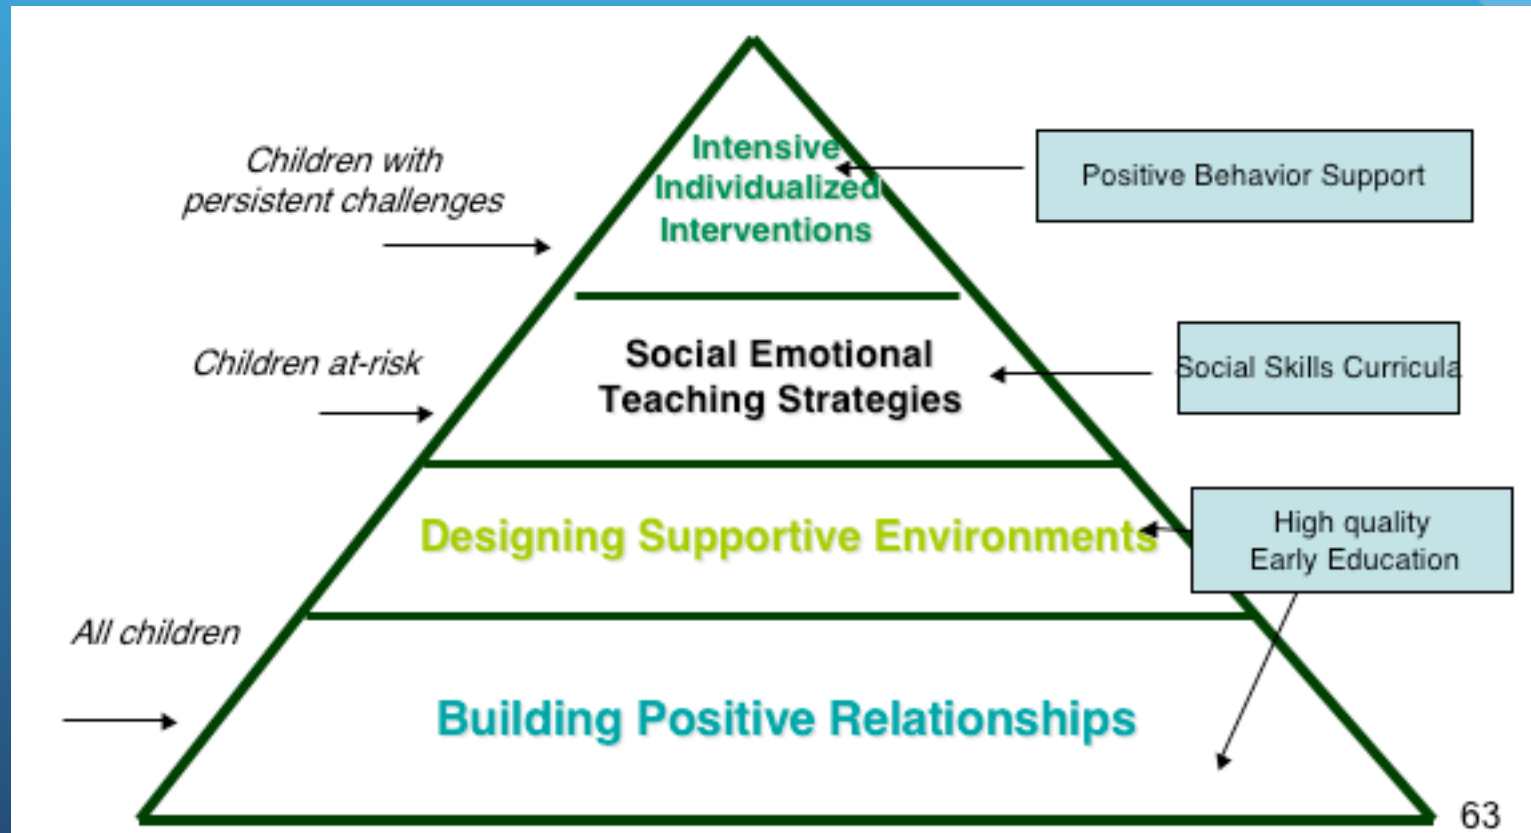 Intensive
Individualized
Interventions
Children with
persistent challenges
Positive Behavior Support
Social Emotional
Teaching Strategies
Children at-risk
Social Skills Curricula
Designing Supportive Environments
High quality
Early Education
All children
Building Positive Relationships
63